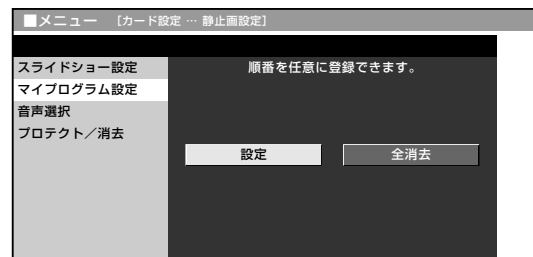 ■メニュー [カード設定 … 静止画設定]
スライドショー設定
マイプログラム設定
音声選択
プロテクト／消去
順番を任意に登録できます。
設定
全消去